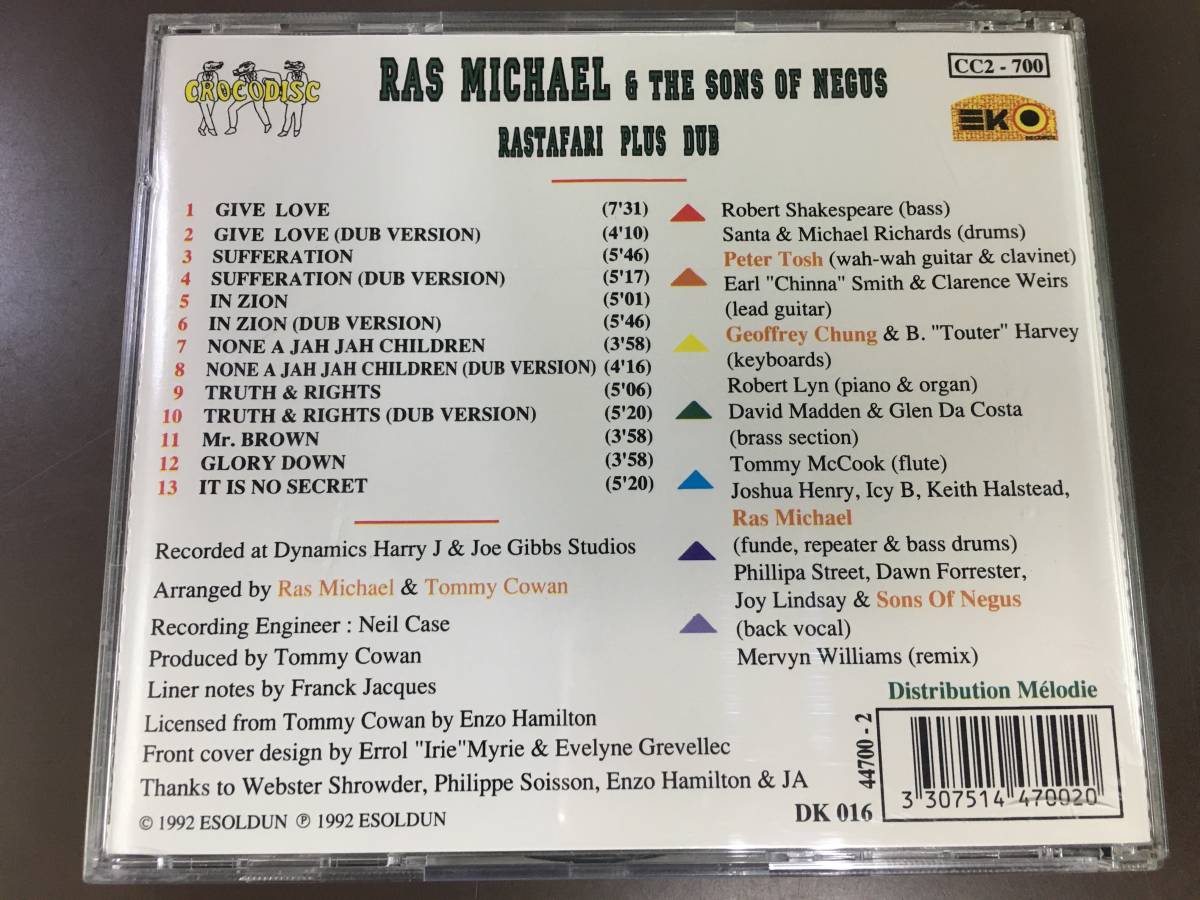 CROCODISC
RAS MICHAEL & THE SONS OF NEGUS
RASTAFARI PLUS DUB
CC2 - 700
EKO
RECORDS
1 GIVE LOVE (7'31)
2 GIVE LOVE (DUB VERSION) (4'10)
3 SUFFERATION (5'46)
4 SUFFERATION (DUB VERSION) (5'17)
5 IN ZION (5'01)
6 IN ZION (DUB VERSION) (5'46)
7 NONE A JAH JAH CHILDREN (3'58)
8 NONE A JAH JAH CHILDREN (DUB VERSION) (4'16)
9 TRUTH & RIGHTS (5'06)
10 TRUTH & RIGHTS (DUB VERSION) (5'20)
11 Mr. BROWN (3'58)
12 GLORY DOWN (3'58)
13 IT IS NO SECRET (5'20)
Recorded at Dynamics Harry J & Joe Gibbs Studios
Arranged by Ras Michael & Tommy Cowan
Recording Engineer : Neil Case
Produced by Tommy Cowan
Liner notes by Franck Jacques
Licensed from Tommy Cowan by Enzo Hamilton
Front cover design by Errol "Irie"Myrie & Evelyne Grevellec
Thanks to Webster Shrowder, Philippe Soisson, Enzo Hamilton & JA
© 1992 ESOLDUN ℗ 1992 ESOLDUN
Robert Shakespeare (bass)
Santa & Michael Richards (drums)
Peter Tosh (wah-wah guitar & clavinet)
Earl "Chinna" Smith & Clarence Weirs
(lead guitar)
Geoffrey Chung & B. "Touter" Harvey
(keyboards)
Robert Lyn (piano & organ)
David Madden & Glen Da Costa
(brass section)
Tommy McCook (flute)
Joshua Henry, Icy B, Keith Halstead,
Ras Michael
(funde, repeater & bass drums)
Phillipa Street, Dawn Forrester,
Joy Lindsay & Sons Of Negus
(back vocal)
Mervyn Williams (remix)
Distribution Mélodie
44700 - 2
3 307514 470020
DK 016